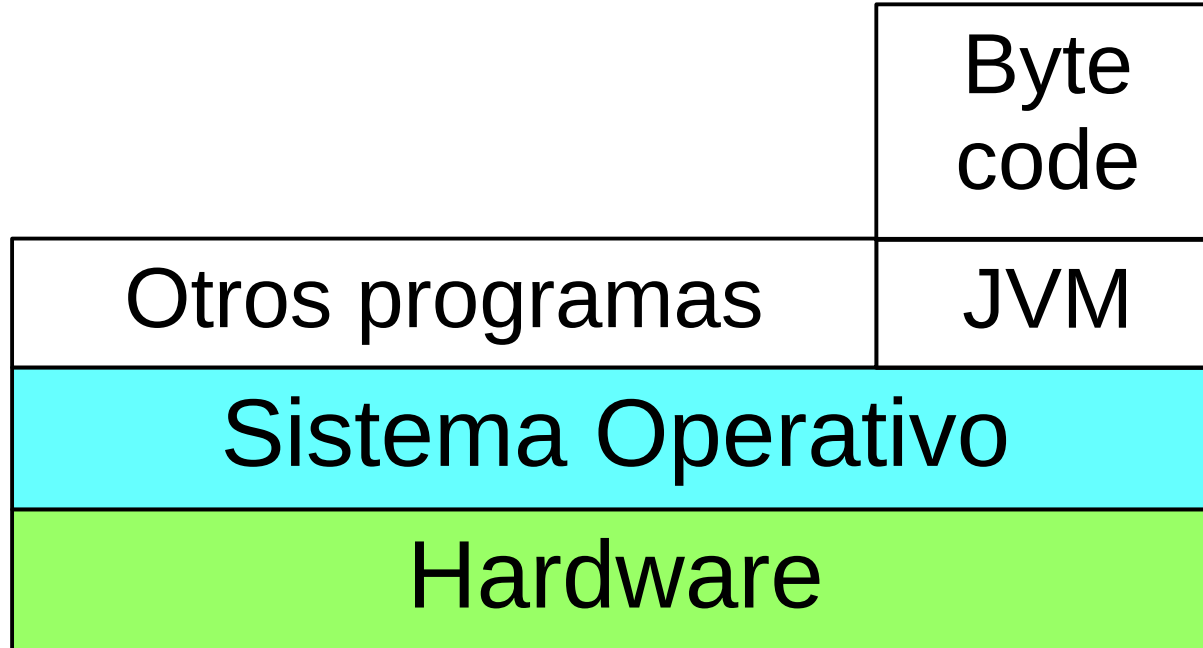 Byte
code
Otros programas
JVM
Sistema Operativo
Hardware